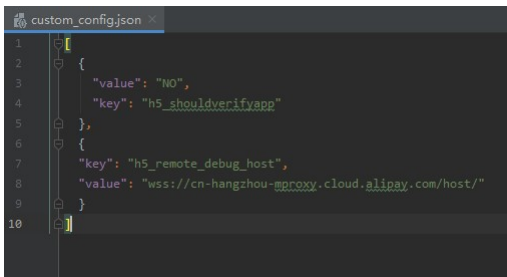 custom_config.json
1 [
2 {
3 "value": "NO",
4 "key": "h5_shouldverifyapp"
5 },
6 {
7 "key": "h5_remote_debug_host",
8 "value": "wss://cn-hangzhou-mproxy.cloud.alipay.com/host/"
9 }
10 ]